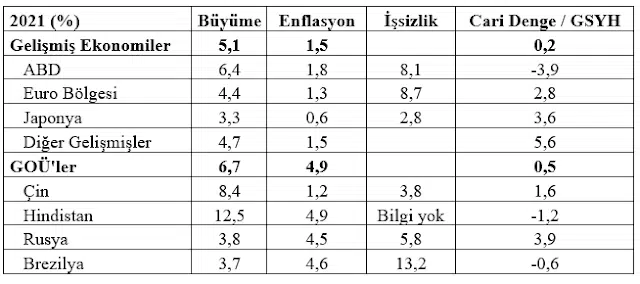 2021 (%) Büyüme Enflasyon İşsizlik Cari Denge / GSYH
Gelişmiş Ekonomiler 5,1 1,5 0,2
ABD 6,4 1,8 8,1 -3,9
Euro Bölgesi 4,4 1,3 8,7 2,8
Japonya 3,3 0,6 2,8 3,6
Diğer Gelişmişler 4,7 1,5 5,6
GOÜ'ler 6,7 4,9 0,5
Çin 8,4 1,2 3,8 1,6
Hindistan 12,5 4,9 Bilgi yok -1,2
Rusya 3,8 4,5 5,8 3,9
Brezilya 3,7 4,6 13,2 -0,6